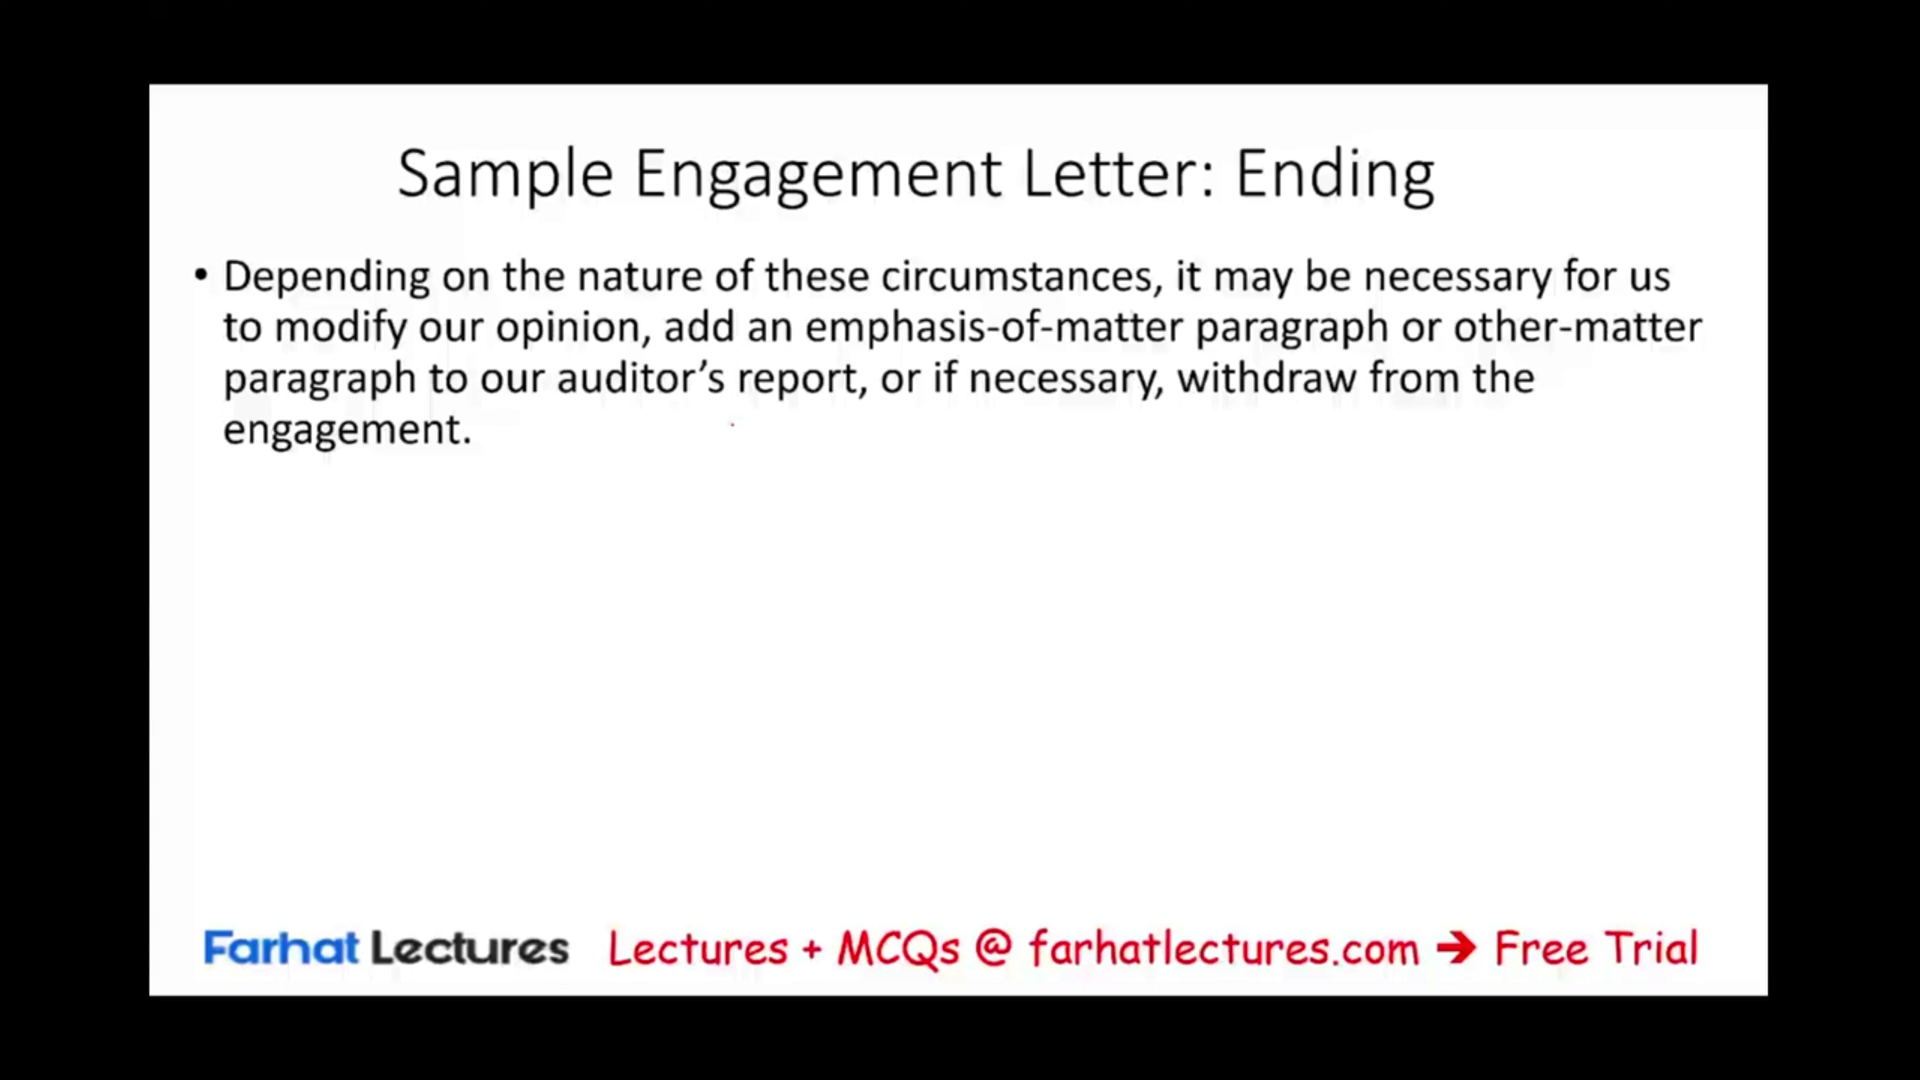 Sample Engagement Letter: Ending
• Depending on the nature of these circumstances, it may be necessary for us
to modify our opinion, add an emphasis-of-matter paragraph or other-matter
paragraph to our auditor’s report, or if necessary, withdraw from the
engagement.
Farhat Lectures Lectures + MCQs @ farhatlectures.com ➔ Free Trial